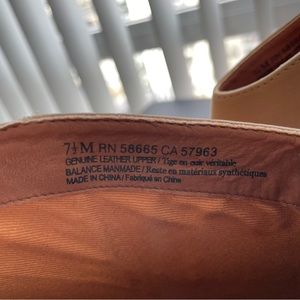 7½M RN 58665 CA 57963
GENUINE LEATHER UPPER / Tige en cuir véritable
BALANCE MANMADE / Reste en matériaux synthétiques
MADE IN CHINA / Fabriqué en Chine